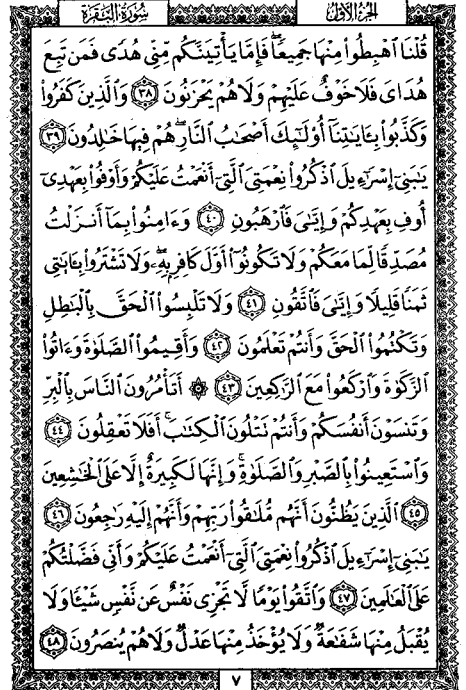 سُورَةُ البَقَرَةِ
الجُزءُ الأوّل
قُلۡنَا ٱهۡبِطُواْ مِنۡهَا جَمِيعٗاۖ فَإِمَّا يَأۡتِيَنَّكُم مِّنِّي هُدٗى فَمَن تَبِعَ
هُدَايَ فَلَا خَوۡفٌ عَلَيۡهِمۡ وَلَا هُمۡ يَحۡزَنُونَ ٣٨ وَٱلَّذِينَ كَفَرُواْ
وَكَذَّبُواْ بِـَٔايَٰتِنَآ أُوْلَٰٓئِكَ أَصۡحَٰبُ ٱلنَّارِۖ هُمۡ فِيهَا خَٰلِدُونَ ٣٩
يَٰبَنِيٓ إِسۡرَٰٓءِيلَ ٱذۡكُرُواْ نِعۡمَتِيَ ٱلَّتِيٓ أَنۡعَمۡتُ عَلَيۡكُمۡ وَأَوۡفُواْ بِعَهۡدِيٓ
أُوفِ بِعَهۡدِكُمۡ وَإِيَّٰيَ فَٱرۡهَبُونِ ٤٠ وَءَامِنُواْ بِمَآ أَنزَلۡتُ
مُصَدِّقٗا لِّمَا مَعَكُمۡ وَلَا تَكُونُوٓاْ أَوَّلَ كَافِرِۭ بِهِۦۖ وَلَا تَشۡتَرُواْ بِـَٔايَٰتِي
ثَمَنٗا قَلِيلٗا وَإِيَّٰيَ فَٱتَّقُونِ ٤١ وَلَا تَلۡبِسُواْ ٱلۡحَقَّ بِٱلۡبَٰطِلِ
وَتَكۡتُمُواْ ٱلۡحَقَّ وَأَنتُمۡ تَعۡلَمُونَ ٤٢ وَأَقِيمُواْ ٱلصَّلَوٰةَ وَءَاتُواْ
ٱلزَّكَوٰةَ وَٱرۡكَعُواْ مَعَ ٱلرَّٰكِعِينَ ٤٣ ۞ أَتَأۡمُرُونَ ٱلنَّاسَ بِٱلۡبِرِّ
وَتَنسَوۡنَ أَنفُسَكُمۡ وَأَنتُمۡ تَتۡلُونَ ٱلۡكِتَٰبَۚ أَفَلَا تَعۡقِلُونَ ٤٤
وَٱسۡتَعِينُواْ بِٱلصَّبۡرِ وَٱلصَّلَوٰةِۚ وَإِنَّهَا لَكَبِيرَةٌ إِلَّا عَلَى ٱلۡخَٰشِعِينَ
٤٥ ٱلَّذِينَ يَظُنُّونَ أَنَّهُم مُّلَٰقُواْ رَبِّهِمۡ وَأَنَّهُمۡ إِلَيۡهِ رَٰجِعُونَ ٤٦
يَٰبَنِيٓ إِسۡرَٰٓءِيلَ ٱذۡكُرُواْ نِعۡمَتِيَ ٱلَّتِيٓ أَنۡعَمۡتُ عَلَيۡكُمۡ وَأَنِّي فَضَّلۡتُكُمۡ
عَلَى ٱلۡعَٰلَمِينَ ٤٧ وَٱتَّقُواْ يَوۡمٗا لَّا تَجۡزِي نَفۡسٌ عَن نَّفۡسٖ شَيۡـٔٗا وَلَا
يُقۡبَلُ مِنۡهَا شَفَٰعَةٞ وَلَا يُؤۡخَذُ مِنۡهَا عَدۡلٞ وَلَا هُمۡ يُنصَرُونَ ٤٨
٧